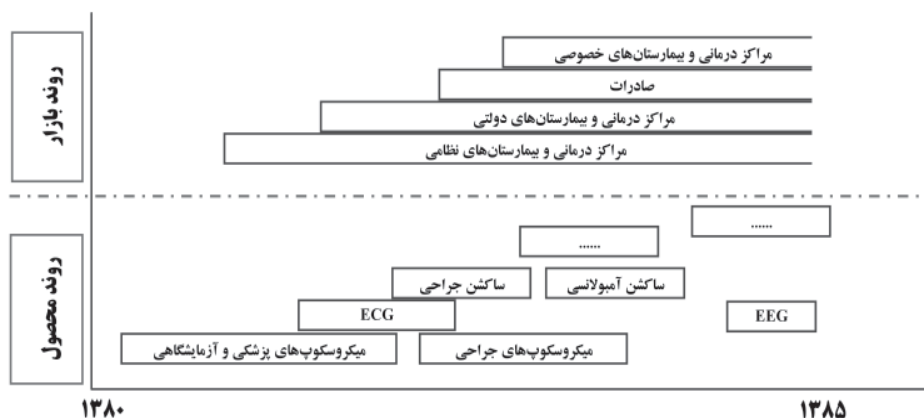 روند بازار
مراکز درمانی و بیمارستان‌های خصوصی
صادرات
مراکز درمانی و بیمارستان‌های دولتی
مراکز درمانی و بیمارستان‌های نظامی
روند محصول
......
......
ساکشن جراحی
ساکشن آمبولانسی
ECG
EEG
میکروسکوپ‌های پزشکی و آزمایشگاهی
میکروسکوپ‌های جراحی
۱۳۸۰
۱۳۸۵